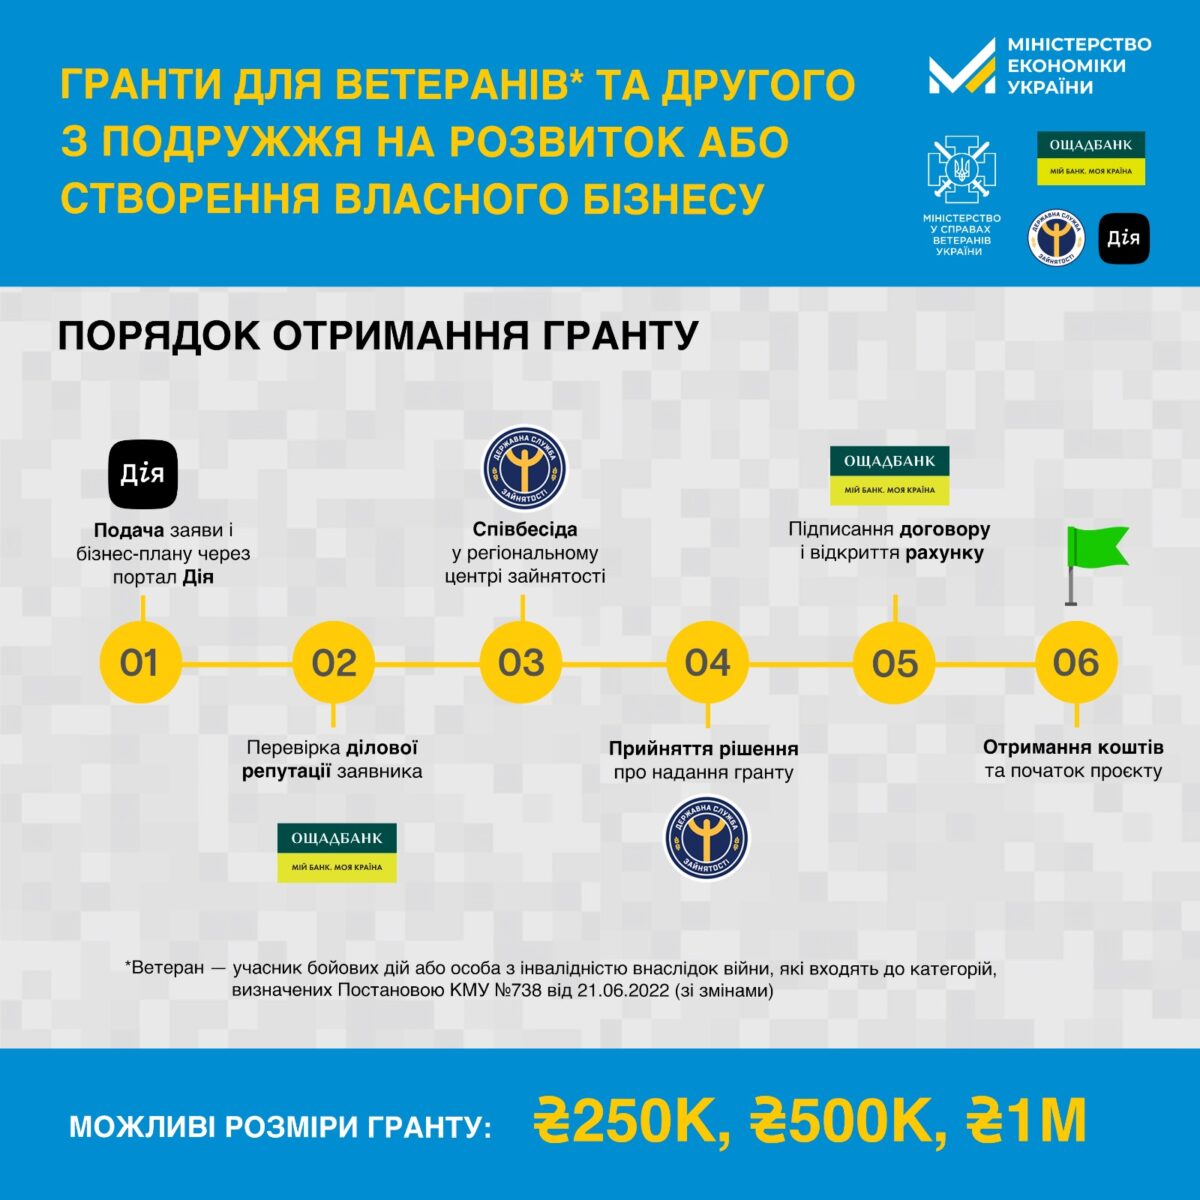 ГРАНТИ ДЛЯ ВЕТЕРАНІВ* ТА ДРУГОГО
З ПОДРУЖЖЯ НА РОЗВИТОК АБО
СТВОРЕННЯ ВЛАСНОГО БІЗНЕСУ
МІНІСТЕРСТВО
ЕКОНОМІКИ
УКРАЇНИ
МІНІСТЕРСТВО
У СПРАВАХ
ВЕТЕРАНІВ
УКРАЇНИ
ОЩАДБАНК
МІЙ БАНК. МОЯ КРАЇНА
ДЕРЖАВНА СЛУЖБА
ЗАЙНЯТОСТІ
Дія
ПОРЯДОК ОТРИМАННЯ ГРАНТУ
Дія
Подача заяви і
бізнес-плану через
портал Дія
ДЕРЖАВНА СЛУЖБА
ЗАЙНЯТОСТІ
Співбесіда
у регіональному
центрі зайнятості
ОЩАДБАНК
МІЙ БАНК. МОЯ КРАЇНА
Підписання договору
і відкриття рахунку
01
02
03
04
05
06
Перевірка ділової
репутації заявника
ОЩАДБАНК
МІЙ БАНК. МОЯ КРАЇНА
Прийняття рішення
про надання гранту
ДЕРЖАВНА СЛУЖБА
ЗАЙНЯТОСТІ
Отримання коштів
та початок проєкту
*Ветеран — учасник бойових дій або особа з інвалідністю внаслідок війни, які входять до категорій,
визначених Постановою КМУ №738 від 21.06.2022 (зі змінами)
МОЖЛИВІ РОЗМІРИ ГРАНТУ: ₴250K, ₴500K, ₴1M